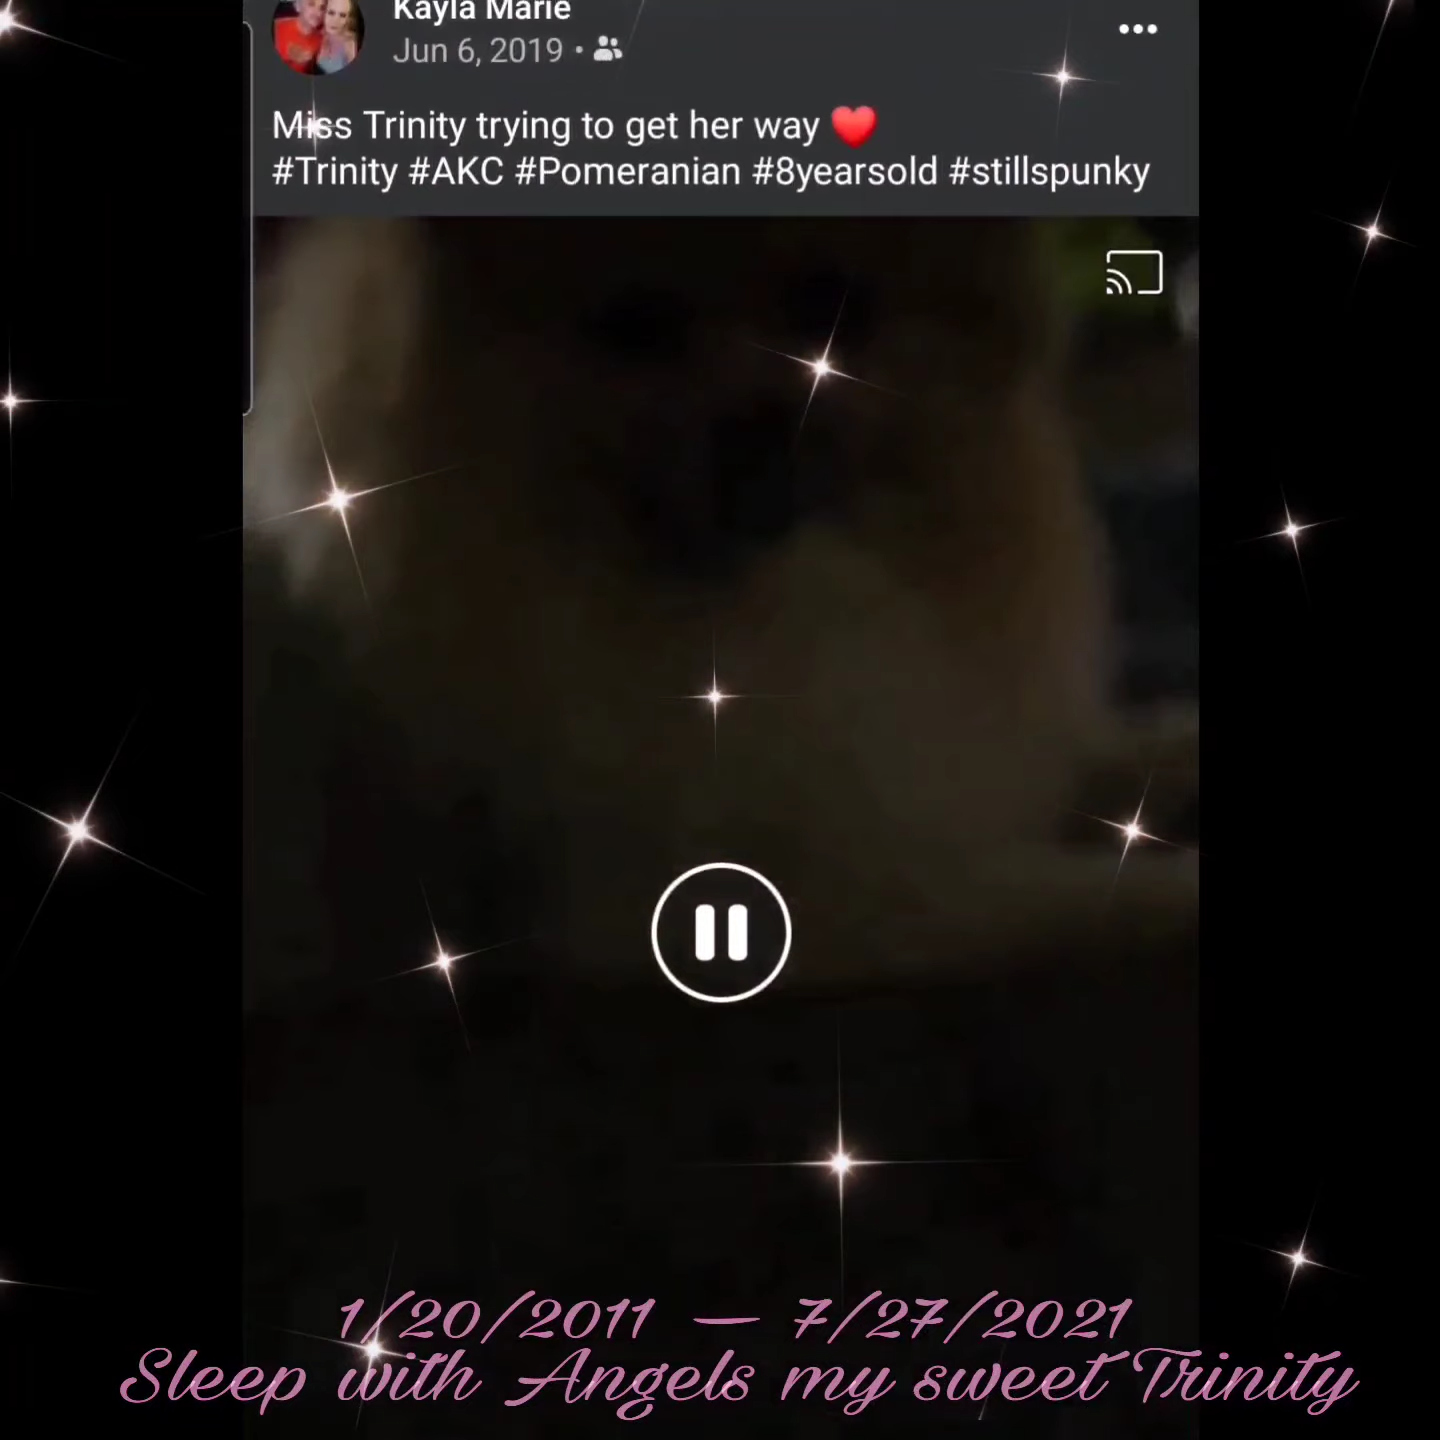 Kayla Marie
Jun 6, 2019 •
Miss Trinity trying to get her way ❤️
#Trinity #AKC #Pomeranian #8yearsold #stillspunky
1/20/2011 — 7/27/2021
Sleep with Angels my sweet Trinity